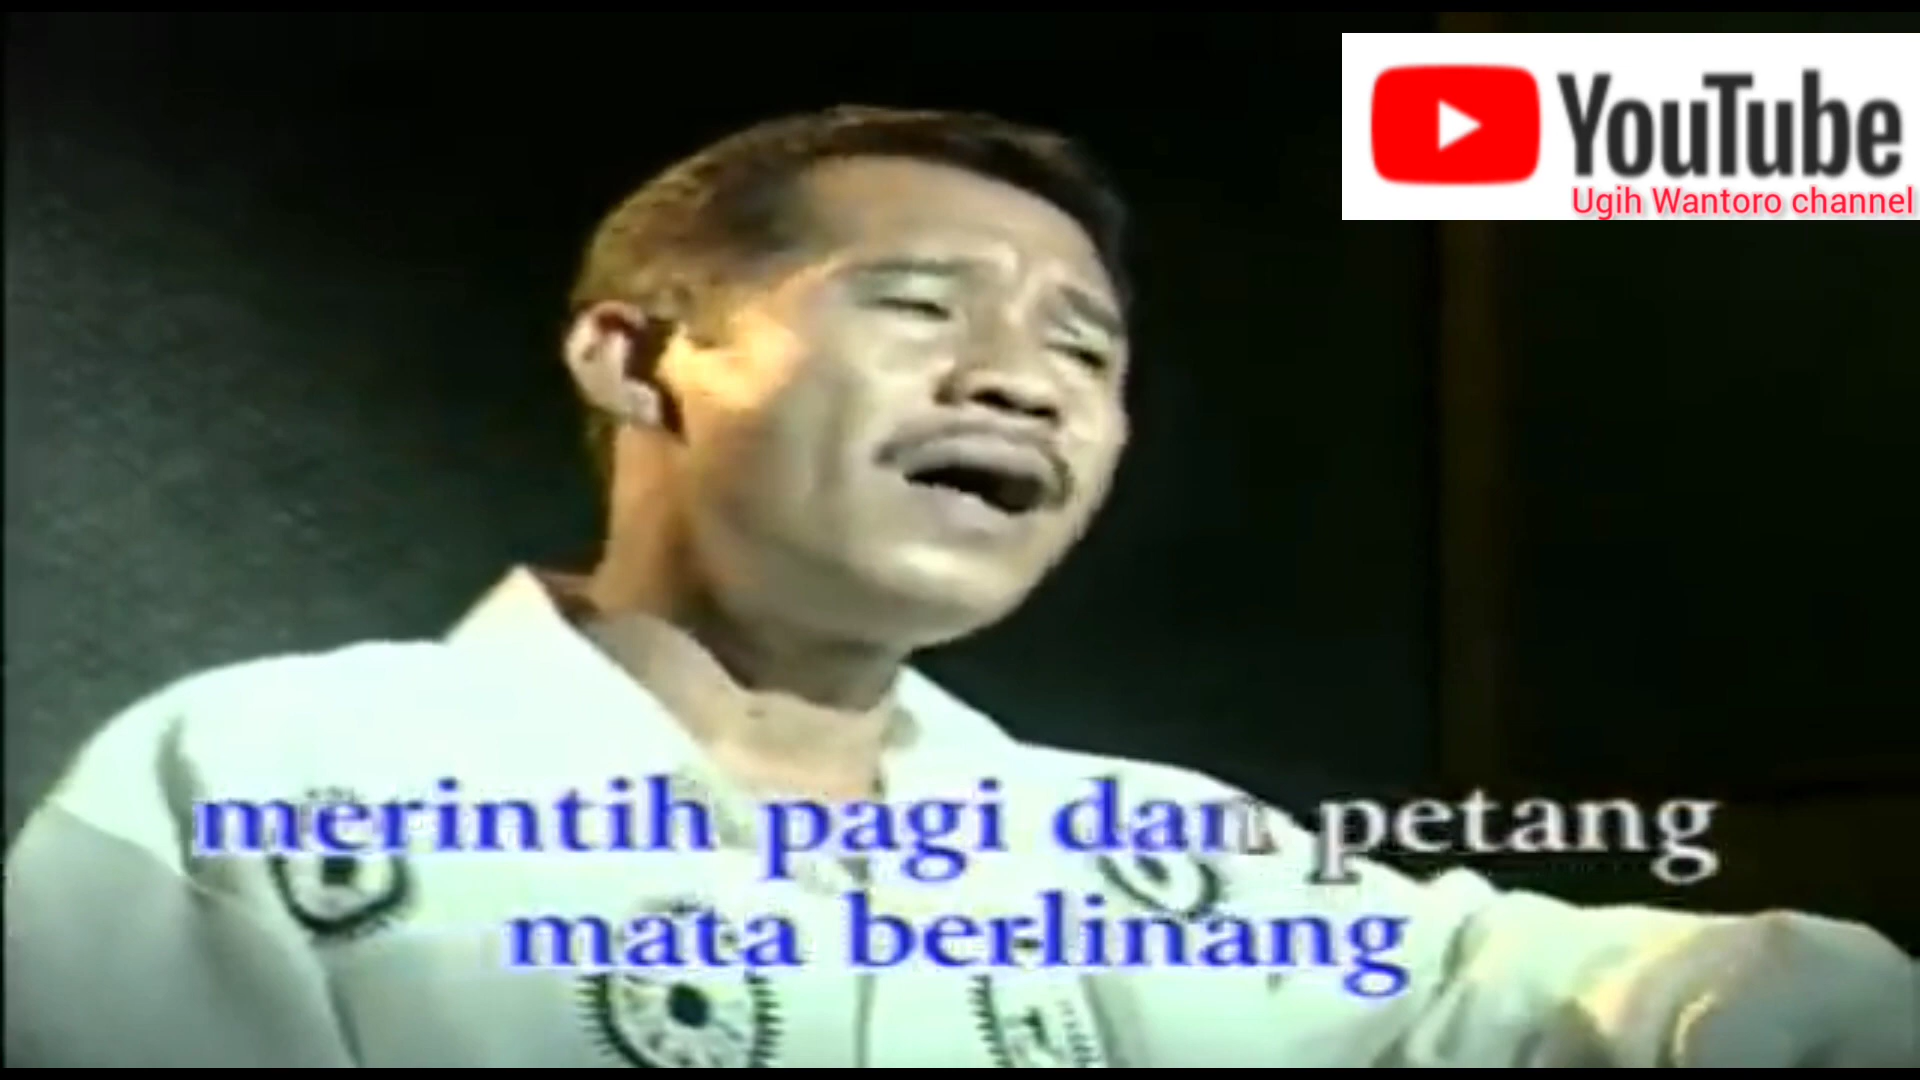 YouTube
Ugih Wantoro channel
merintih pagi dan petang
mata berlinang